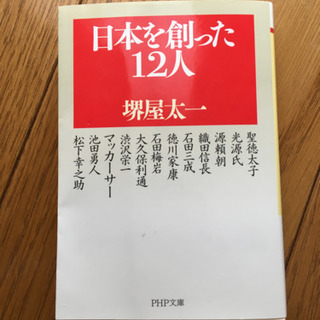 日本を創った
12人
堺屋太一
聖徳太子
光源氏
源頼朝
織田信長
石田三成
徳川家康
石田梅岩
大久保利通
渋沢栄一
マッカーサー
池田勇人
松下幸之助
PHP文庫